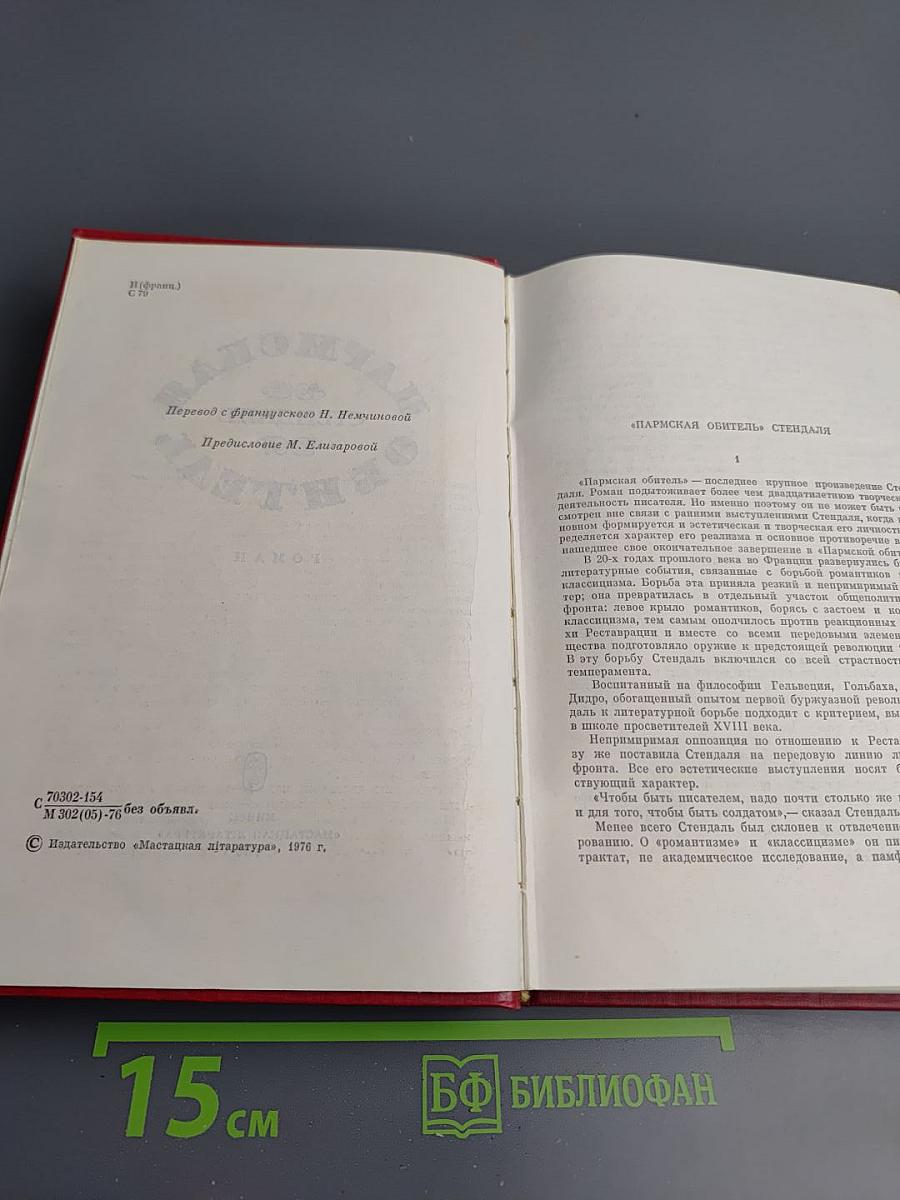 И(франц.)
С 79
Перевод с французского Н. Немчиновой
Предисловие М. Елизаровой
С 70302-154
М 302(05)-76 без объявл.
© Издательство «Мастацкая літаратура», 1976 г.
«ПАРМСКАЯ ОБИТЕЛЬ» СТЕНДАЛЯ
1
«Пармская обитель» — последнее крупное произведение Сте
даля. Роман подытоживает более чем двадцатилетнюю творческ
деятельность писателя. Но именно поэтому он не может быть
смотрен вне связи с ранними выступлениями Стендаля, когда
новном формируется и эстетическая и творческая его личность
ределяется характер его реализма и основное противоречие в
нашедшее свое окончательное завершение в «Пармской обит
В 20-х годах прошлого века во Франции развернулись б
литературные события, связанные с борьбой романтиков
классицизма. Борьба эта приняла резкий и непримиримый
тер; она превратилась в отдельный участок общеполити
фронта: левое крыло романтиков, борясь с застоем и ко
классицизма, тем самым ополчилось против реакционных
хи Реставрации и вместе со всеми передовыми элемен
щества подготовляло оружие к предстоящей революции
В эту борьбу Стендаль включился со всей страстность
темперамента.
Воспитанный на философии Гельвеция, Гольбаха,
Дидро, обогащенный опытом первой буржуазной револ
даль к литературной борьбе подходит с критерием, вы
в школе просветителей XVIII века.
Непримиримая оппозиция по отношению к Реста
зу же поставила Стендаля на передовую линию л
фронта. Все его эстетические выступления носят б
ствующий характер.
«Чтобы быть писателем, надо почти столько же
и для того, чтобы быть солдатом»,— сказал Стендаль
Менее всего Стендаль был склонен к отвлеченно
рованию. О «романтизме» и «классицизме» он пи
трактат, не академическое исследование, а памф
15 см
БФ БИБЛИОФАН